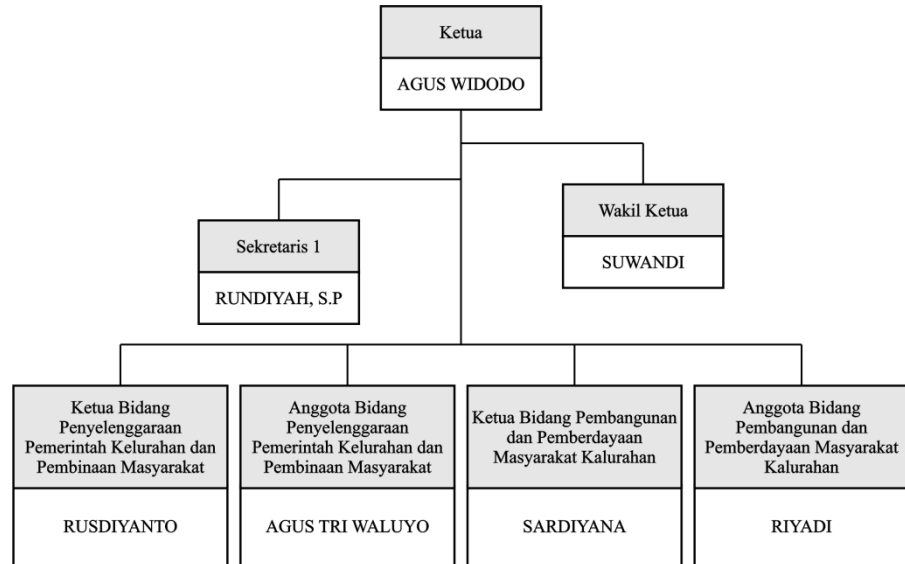 Ketua
AGUS WIDODO
Wakil Ketua
SUWANDI
Sekretaris 1
RUNDIYAH, S.P
Ketua Bidang
Penyelenggaraan
Pemerintah Kelurahan dan
Pembinaan Masyarakat
RUSDIYANTO
Anggota Bidang
Penyelenggaraan
Pemerintah Kelurahan dan
Pembinaan Masyarakat
AGUS TRI WALUYO
Ketua Bidang Pembangunan
dan Pemberdayaan
Masyarakat Kalurahan
SARDIYANA
Anggota Bidang
Pembangunan dan
Pemberdayaan Masyarakat
Kalurahan
RIYADI